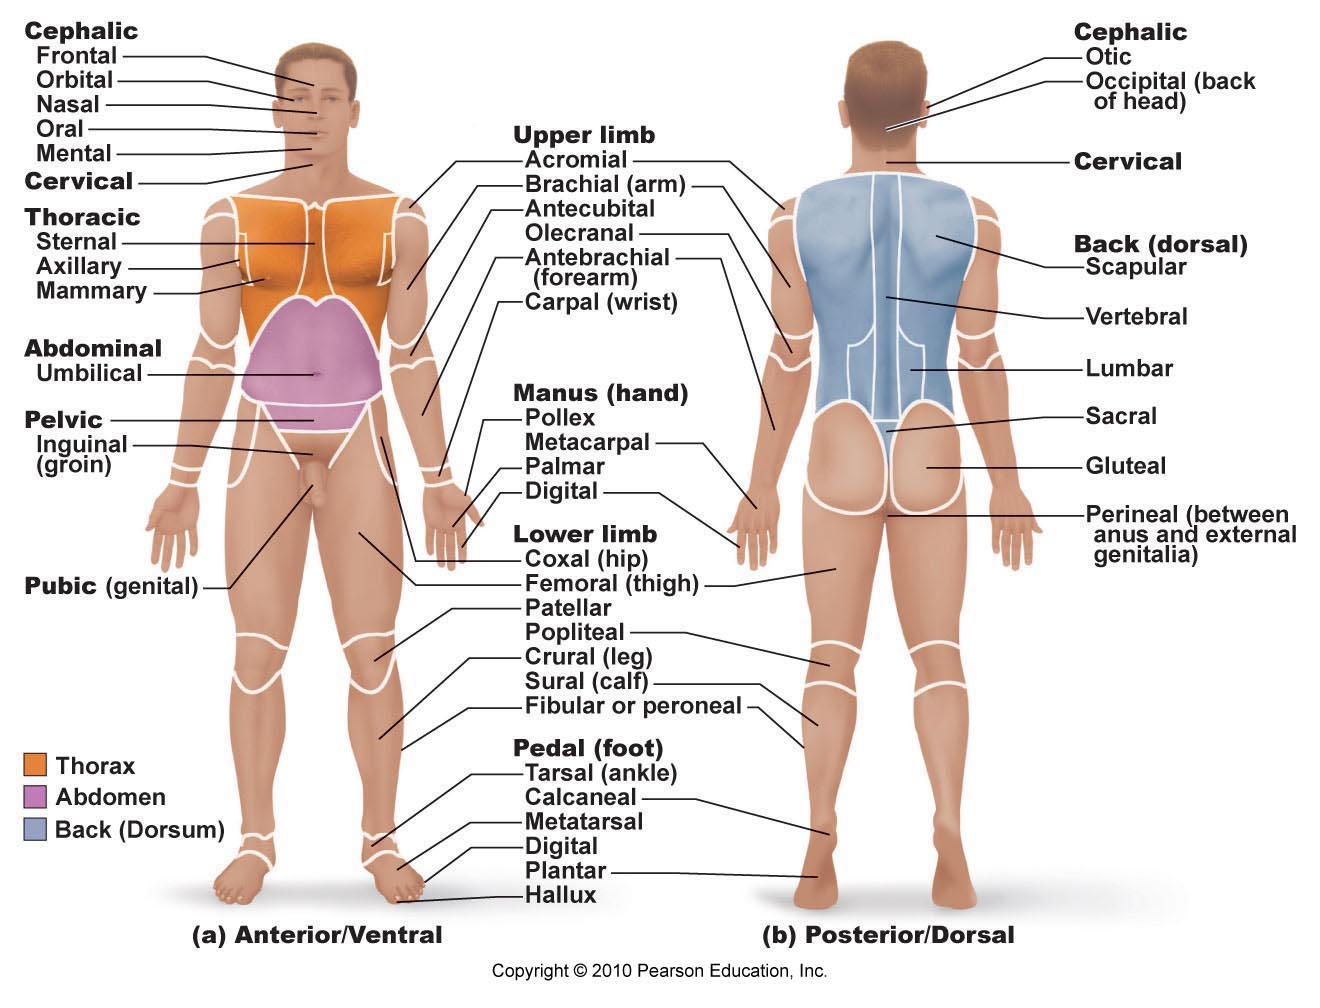 Cephalic
Frontal
Orbital
Nasal
Oral
Mental
Cervical
Thoracic
Sternal
Axillary
Mammary
Abdominal
Umbilical
Pelvic
Inguinal
(groin)
Pubic (genital)
Thorax
Abdomen
Back (Dorsum)
Upper limb
Acromial
Brachial (arm)
Antecubital
Olecranal
Antebrachial
(forearm)
Carpal (wrist)
Manus (hand)
Pollex
Metacarpal
Palmar
Digital
Lower limb
Coxal (hip)
Femoral (thigh)
Patellar
Popliteal
Crural (leg)
Sural (calf)
Fibular or peroneal
Pedal (foot)
Tarsal (ankle)
Calcaneal
Metatarsal
Digital
Plantar
Hallux
Cephalic
Otic
Occipital (back
of head)
Cervical
Back (dorsal)
Scapular
Vertebral
Lumbar
Sacral
Gluteal
Perineal (between
anus and external
genitalia)
(a) Anterior/Ventral
(b) Posterior/Dorsal
Copyright © 2010 Pearson Education, Inc.